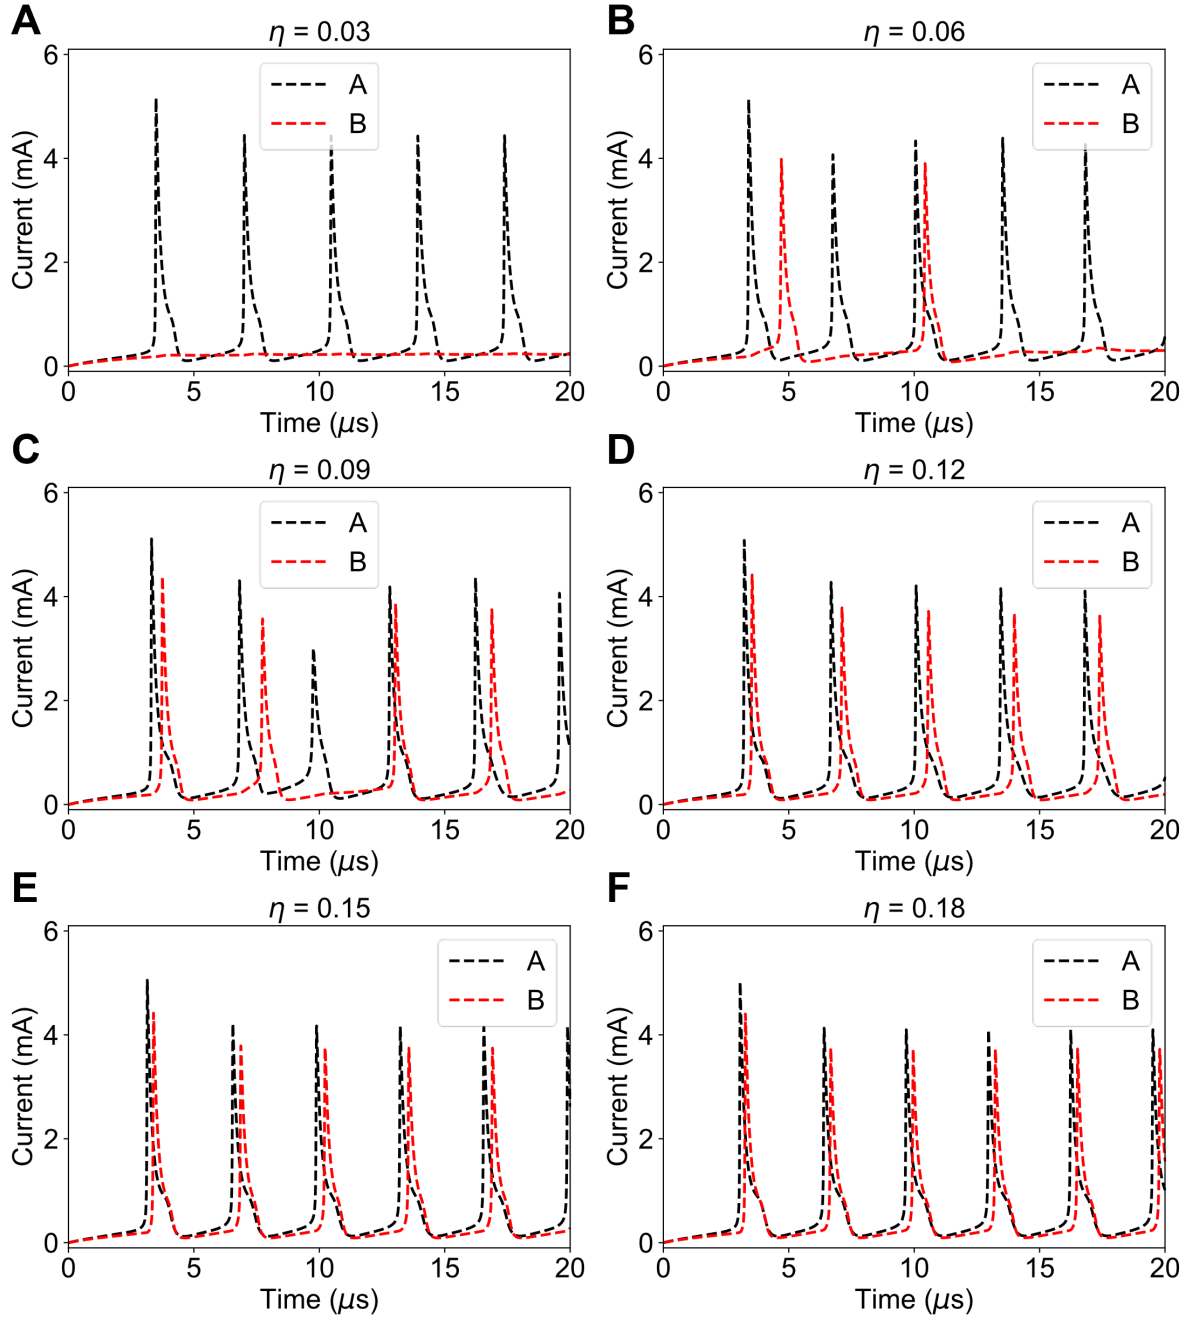 A
η = 0.03
6
4
2
0
Current (mA)
A
B
0 5 10 15 20
Time (μs)
B
η = 0.06
6
4
2
0
Current (mA)
A
B
0 5 10 15 20
Time (μs)
C
η = 0.09
6
4
2
0
Current (mA)
A
B
0 5 10 15 20
Time (μs)
D
η = 0.12
6
4
2
0
Current (mA)
A
B
0 5 10 15 20
Time (μs)
E
η = 0.15
6
4
2
0
Current (mA)
A
B
0 5 10 15 20
Time (μs)
F
η = 0.18
6
4
2
0
Current (mA)
A
B
0 5 10 15 20
Time (μs)